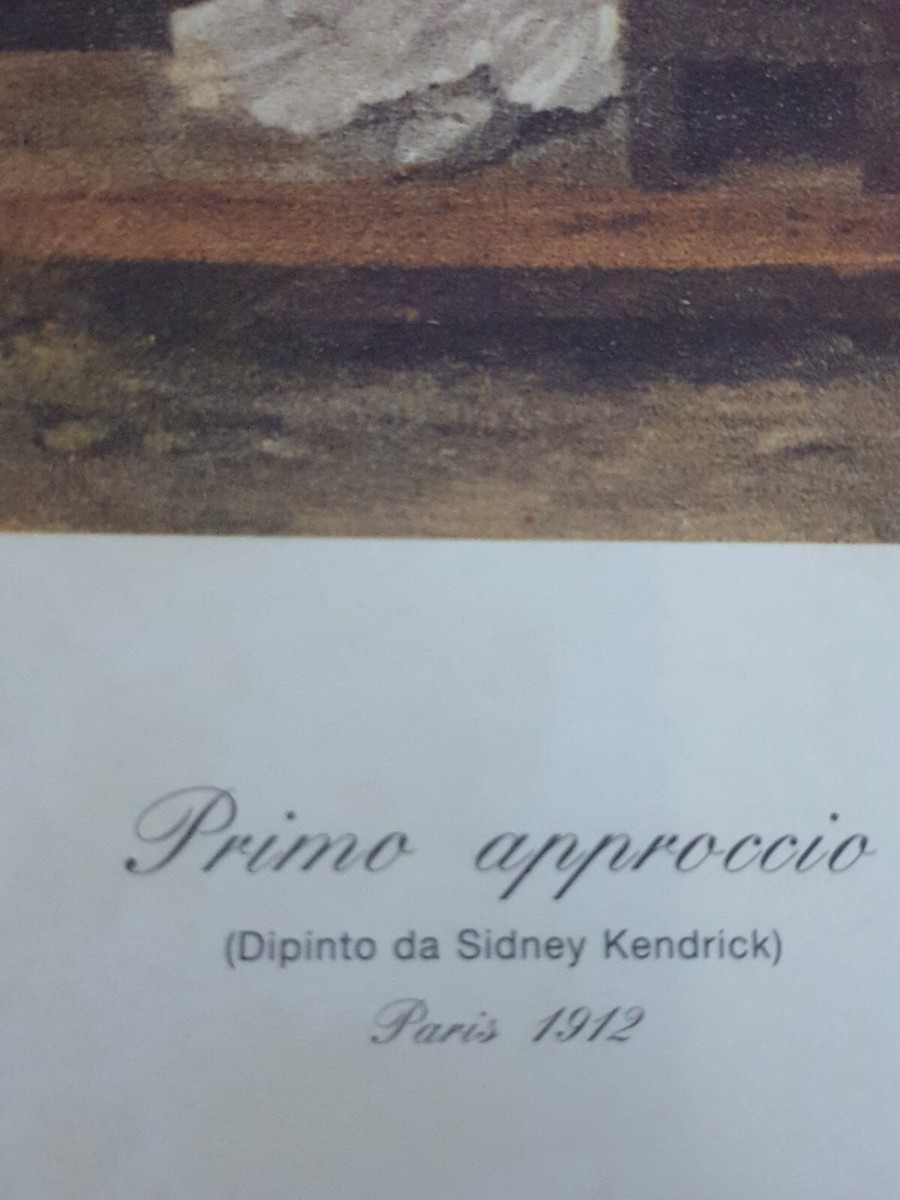 Primo approccio
(Dipinto da Sidney Kendrick)
Paris 1912